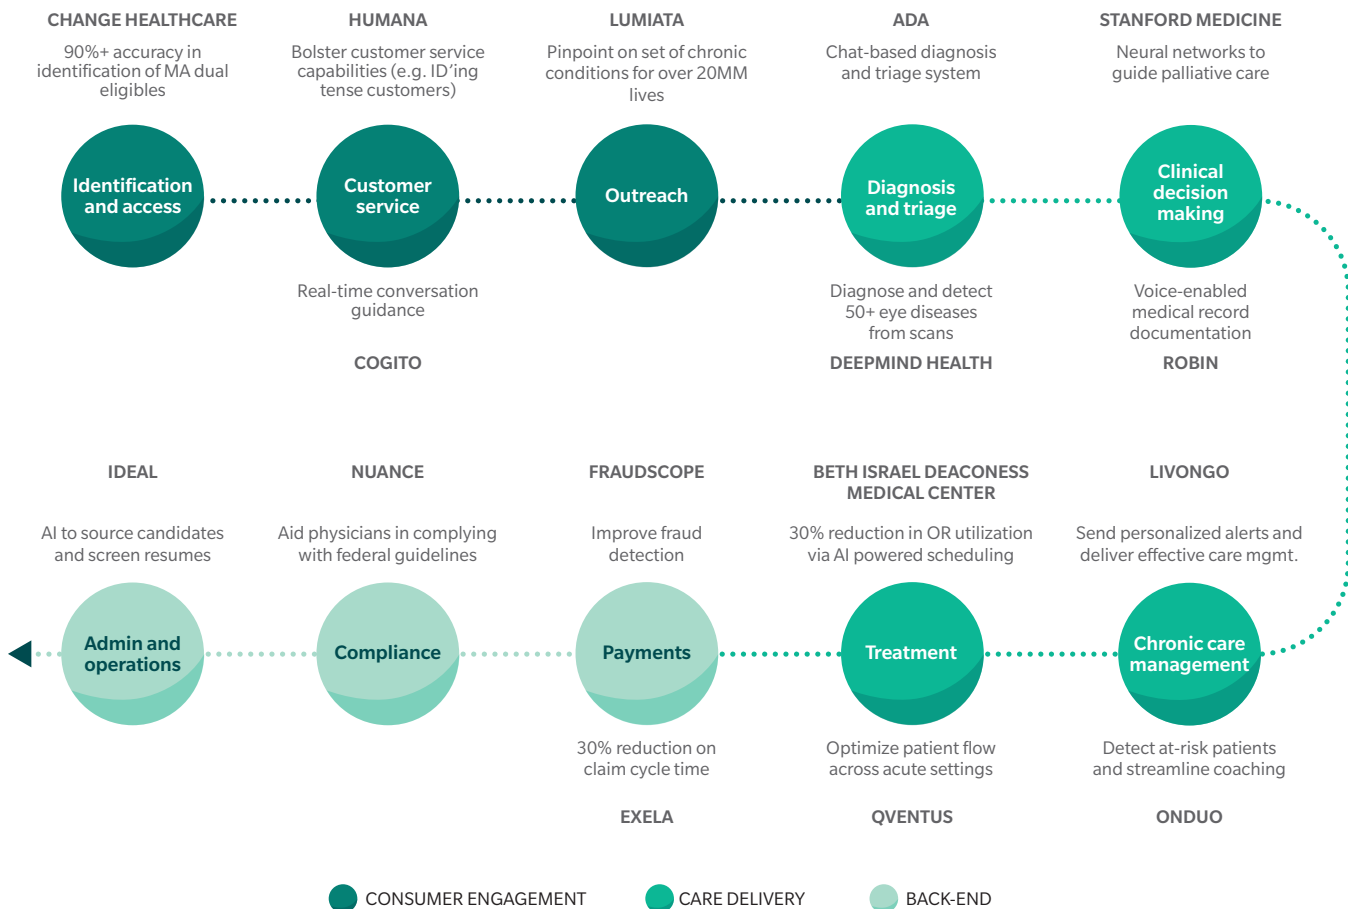 CHANGE HEALTHCARE
90%+ accuracy in
identification of MA dual
eligibles
Identification
and access
HUMANA
Bolster customer service
capabilities (e.g. ID'ing
tense customers)
Customer
service
Real-time conversation
guidance
COGITO
LUMIATA
Pinpoint on set of chronic
conditions for over 20MM
lives
Outreach
ADA
Chat-based diagnosis
and triage system
Diagnosis
and triage
Diagnose and detect
50+ eye diseases
from scans
DEEPMIND HEALTH
STANFORD MEDICINE
Neural networks to
guide palliative care
Clinical
decision
making
Voice-enabled
medical record
documentation
ROBIN
LIVONGO
Send personalized alerts and
deliver effective care mgmt.
Chronic care
management
Detect at-risk patients
and streamline coaching
ONDUO
BETH ISRAEL DEACONESS
MEDICAL CENTER
30% reduction in OR utilization
via AI powered scheduling
Treatment
Optimize patient flow
across acute settings
QVENTUS
FRAUDSCOPE
Improve fraud
detection
Payments
30% reduction on
claim cycle time
EXELA
NUANCE
Aid physicians in complying
with federal guidelines
Compliance
IDEAL
AI to source candidates
and screen resumes
Admin and
operations
CONSUMER ENGAGEMENT
CARE DELIVERY
BACK-END